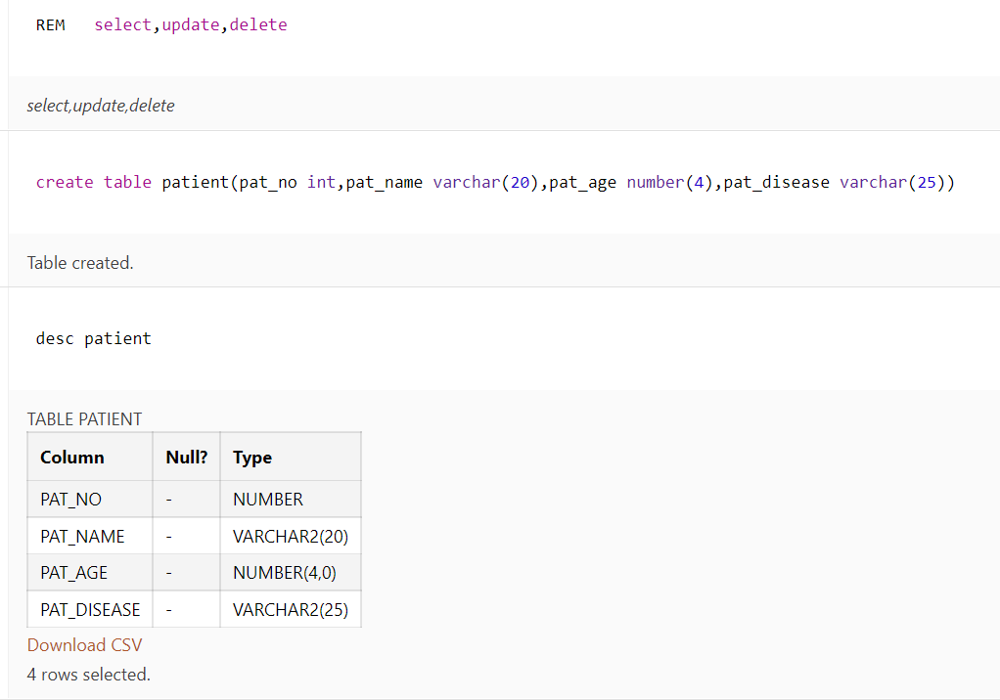 REM select,update,delete
select,update,delete
create table patient(pat_no int,pat_name varchar(20),pat_age number(4),pat_disease varchar(25))
Table created.
desc patient
TABLE PATIENT
Column Null? Type
PAT_NO - NUMBER
PAT_NAME - VARCHAR2(20)
PAT_AGE - NUMBER(4,0)
PAT_DISEASE - VARCHAR2(25)
Download CSV
4 rows selected.